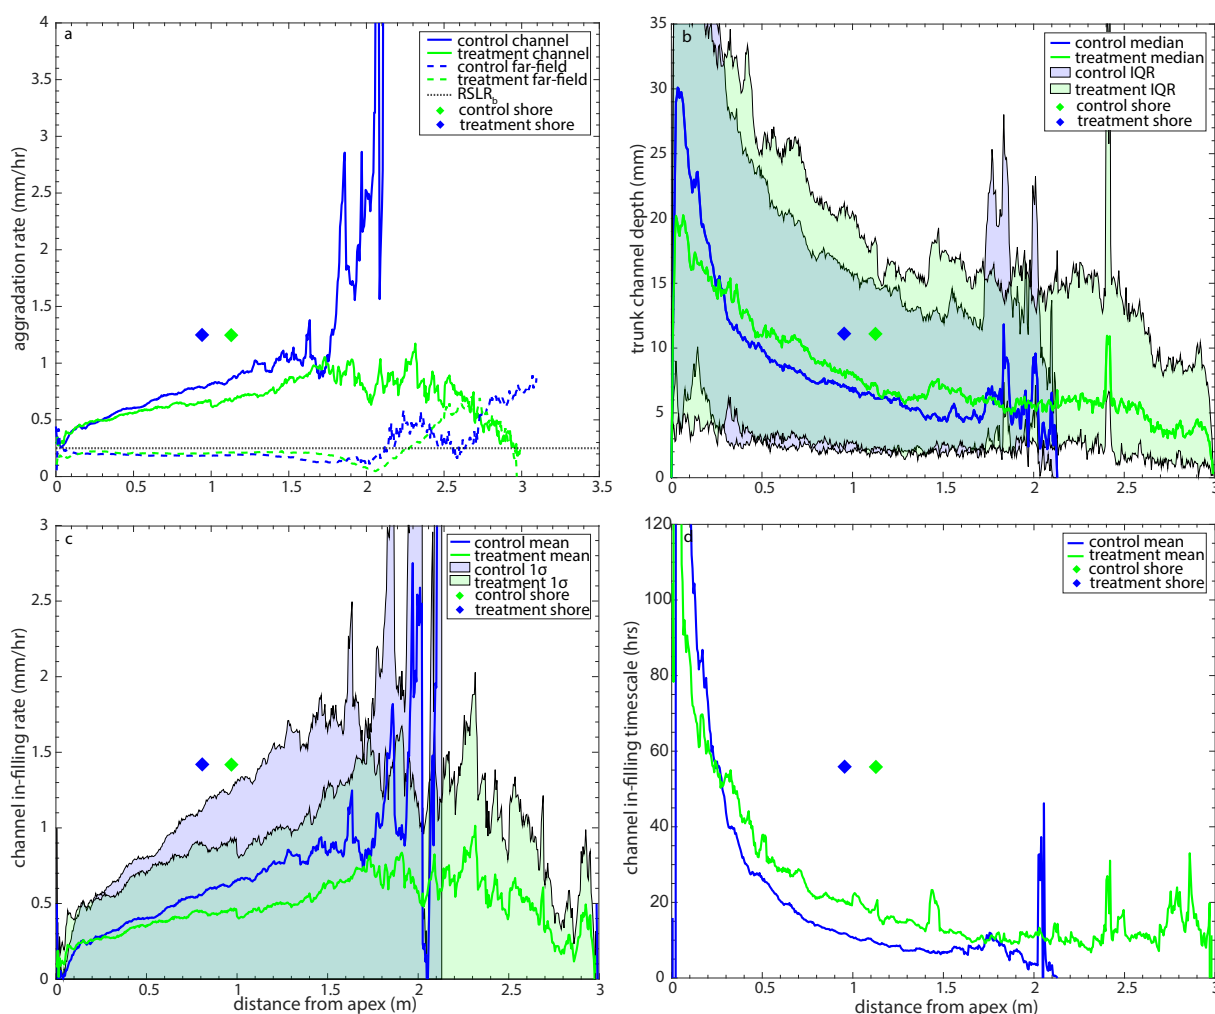 a
control channel
treatment channel
control far-field
treatment far-field
RSLRb
control shore
treatment shore
aggradation rate (mm/hr)
4
3.5
3
2.5
2
1.5
1
0.5
0
0 0.5 1 1.5 2 2.5 3 3.5
b
control median
treatment median
control IQR
treatment IQR
control shore
treatment shore
trunk channel depth (mm)
35
30
25
20
15
10
5
0
0 0.5 1 1.5 2 2.5 3
c
control mean
treatment mean
control 1σ
treatment 1σ
control shore
treatment shore
channel in-filling rate (mm/hr)
3
2.5
2
1.5
1
0.5
0
0.5 1 1.5 2 2.5 3
distance from apex (m)
d
control mean
treatment mean
control shore
treatment shore
channel in-filling timescale (hrs)
120
100
80
60
40
20
0
0 0.5 1 1.5 2 2.5 3
distance from apex (m)